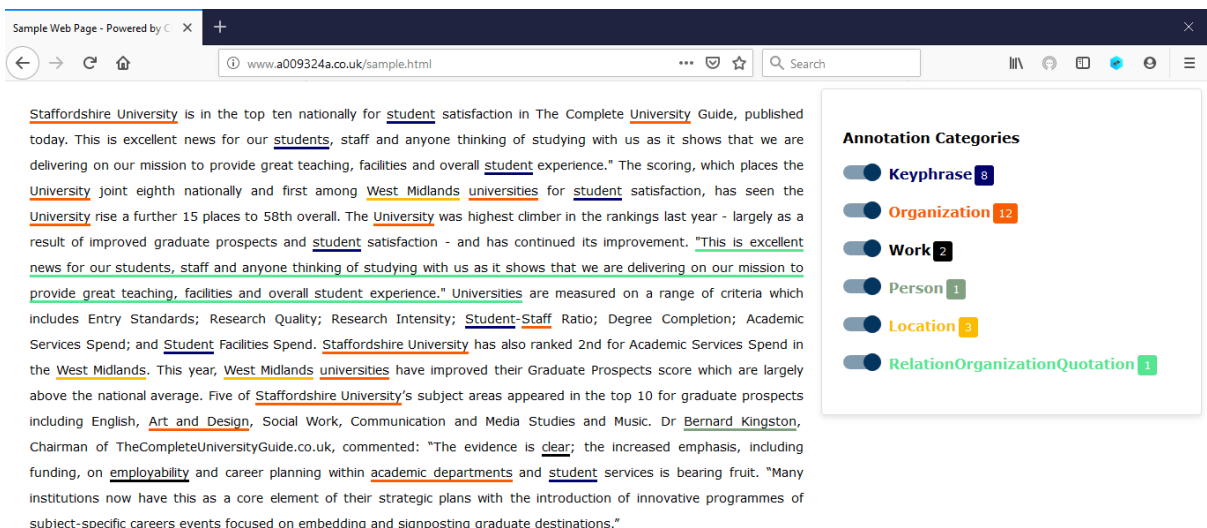 Sample Web Page - Powered by C
www.a009324a.co.uk/sample.html
Search
Staffordshire University is in the top ten nationally for student satisfaction in The Complete University Guide, published
today. This is excellent news for our students, staff and anyone thinking of studying with us as it shows that we are
delivering on our mission to provide great teaching, facilities and overall student experience." The scoring, which places the
University joint eighth nationally and first among West Midlands universities for student satisfaction, has seen the
University rise a further 15 places to 58th overall. The University was highest climber in the rankings last year - largely as a
result of improved graduate prospects and student satisfaction - and has continued its improvement. "This is excellent
news for our students, staff and anyone thinking of studying with us as it shows that we are delivering on our mission to
provide great teaching, facilities and overall student experience." Universities are measured on a range of criteria which
includes Entry Standards; Research Quality; Research Intensity; Student-Staff Ratio; Degree Completion; Academic
Services Spend; and Student Facilities Spend. Staffordshire University has also ranked 2nd for Academic Services Spend in
the West Midlands. This year, West Midlands universities have improved their Graduate Prospects score which are largely
above the national average. Five of Staffordshire University's subject areas appeared in the top 10 for graduate prospects
including English, Art and Design, Social Work, Communication and Media Studies and Music. Dr Bernard Kingston,
Chairman of TheCompleteUniversityGuide.co.uk, commented: "The evidence is clear; the increased emphasis, including
funding, on employability and career planning within academic departments and student services is bearing fruit. "Many
institutions now have this as a core element of their strategic plans with the introduction of innovative programmes of
subject-specific careers events focused on embedding and signposting graduate destinations."
Annotation Categories
Keyphrase 8
Organization 12
Work 2
Person 1
Location 3
RelationOrganizationQuotation 1